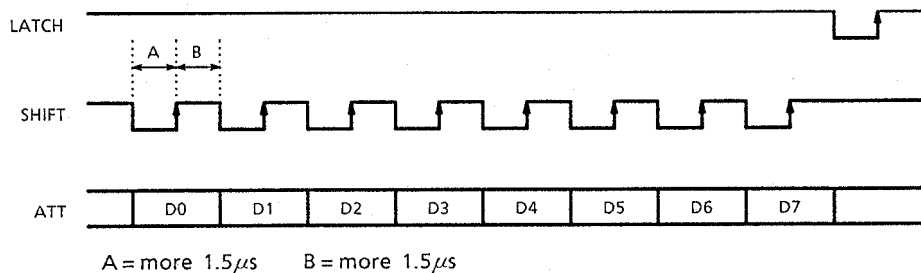 LATCH
A B
SHIFT
ATT D0 D1 D2 D3 D4 D5 D6 D7
A = more 1.5μs B = more 1.5μs